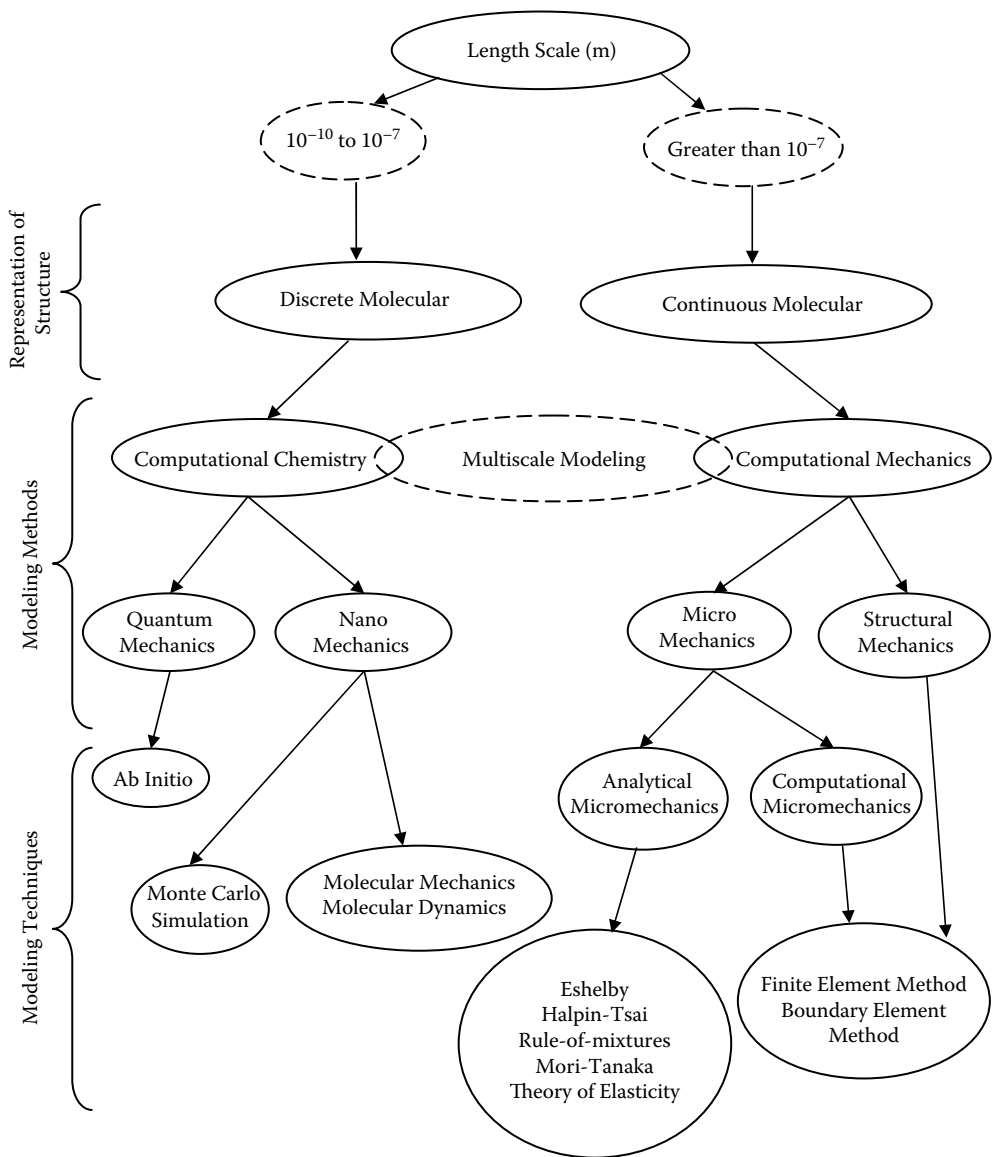 Length Scale (m)
10⁻¹⁰ to 10⁻⁷
Greater than 10⁻⁷
Representation of
Structure
Discrete Molecular
Continuous Molecular
Modeling Methods
Computational Chemistry
Multiscale Modeling
Computational Mechanics
Quantum
Mechanics
Nano
Mechanics
Micro
Mechanics
Structural
Mechanics
Modeling Techniques
Ab Initio
Analytical
Micromechanics
Computational
Micromechanics
Monte Carlo
Simulation
Molecular Mechanics
Molecular Dynamics
Eshelby
Halpin-Tsai
Rule-of-mixtures
Mori-Tanaka
Theory of Elasticity
Finite Element Method
Boundary Element
Method